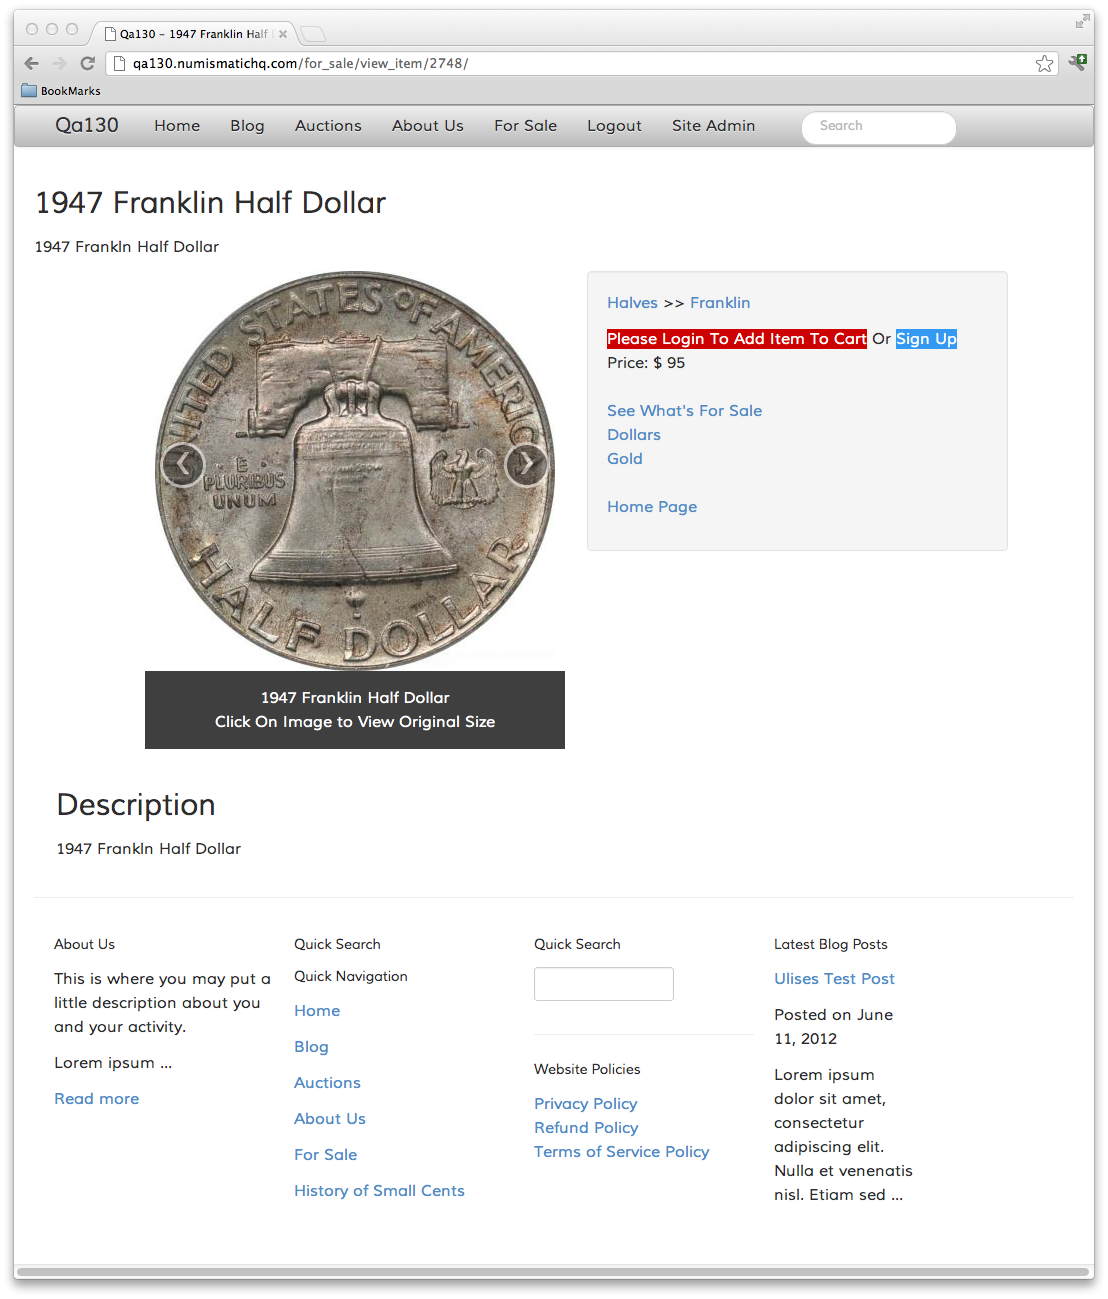 Qa130 – 1947 Franklin Half
qa130.numismatichq.com/for_sale/view_item/2748/
BookMarks
Qa130 Home Blog Auctions About Us For Sale Logout Site Admin Search
1947 Franklin Half Dollar
1947 Frankln Half Dollar
UNITED STATES OF AMERICA
E
PLURIBUS
UNUM
HALF DOLLAR
1947 Franklin Half Dollar
Click On Image to View Original Size
Halves >> Franklin
Please Login To Add Item To Cart Or Sign Up
Price: $ 95
See What's For Sale
Dollars
Gold
Home Page
Description
1947 Frankln Half Dollar
About Us
This is where you may put a
little description about you
and your activity.
Lorem ipsum ...
Read more
Quick Search
Quick Navigation
Home
Blog
Auctions
About Us
For Sale
History of Small Cents
Quick Search
Website Policies
Privacy Policy
Refund Policy
Terms of Service Policy
Latest Blog Posts
Ulises Test Post
Posted on June
11, 2012
Lorem ipsum
dolor sit amet,
consectetur
adipiscing elit.
Nulla et venenatis
nisl. Etiam sed ...